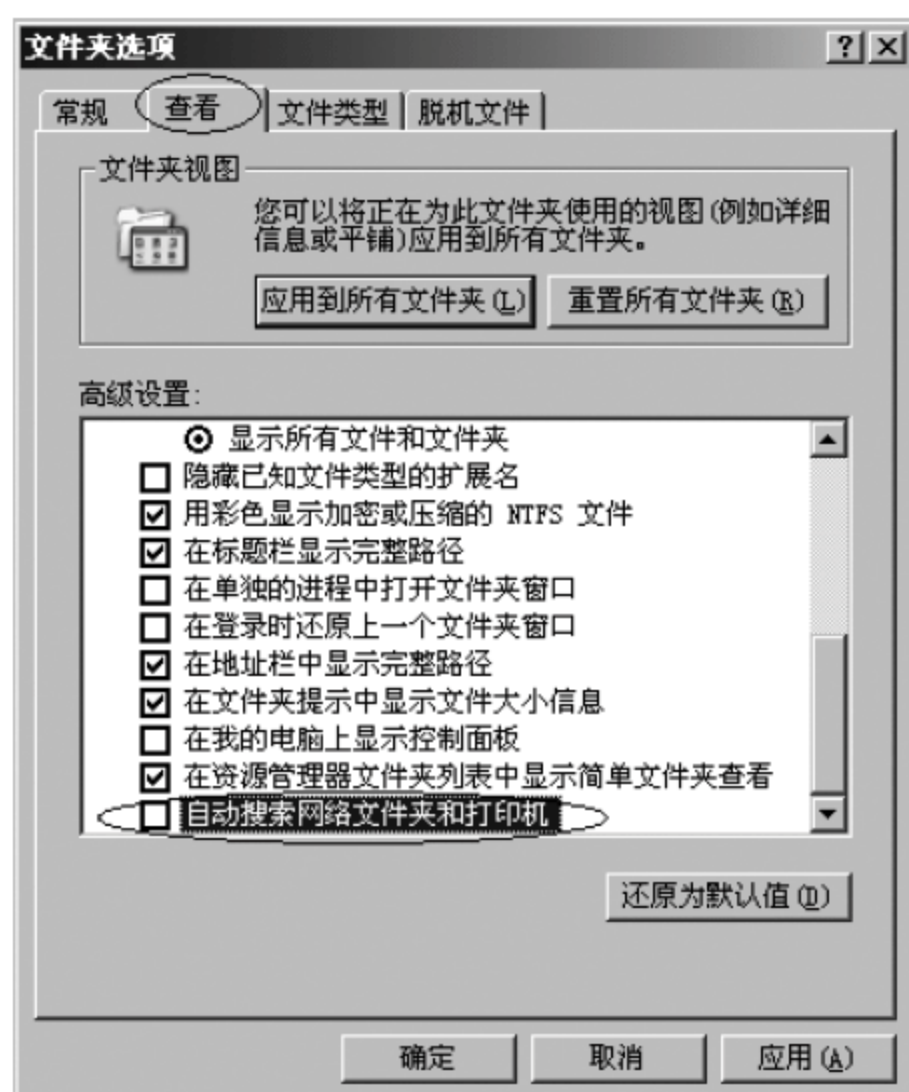 文件夹选项
常规 查看 文件类型 脱机文件
文件夹视图
您可以将正在为此文件夹使用的视图(例如详细
信息或平铺)应用到所有文件夹。
应用到所有文件夹(L) 重置所有文件夹(R)
高级设置:
显示所有文件和文件夹
隐藏已知文件类型的扩展名
用彩色显示加密或压缩的 NTFS 文件
在标题栏显示完整路径
在单独的进程中打开文件夹窗口
在登录时还原上一个文件夹窗口
在地址栏中显示完整路径
在文件夹提示中显示文件大小信息
在我的电脑上显示控制面板
在资源管理器文件夹列表中显示简单文件夹查看
自动搜索网络文件夹和打印机
还原为默认值(D)
确定 取消 应用(A)